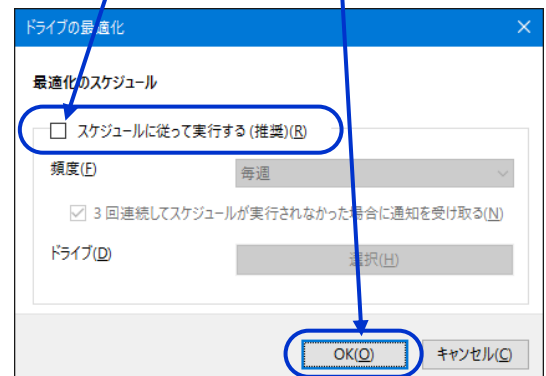 ドライブの最適化
最適化のスケジュール
スケジュールに従って実行する (推奨)(R)
頻度(F)
毎週
3 回連続してスケジュールが実行されなかった場合に通知を受け取る(N)
ドライブ(D)
選択(H)
OK(O)
キャンセル(C)